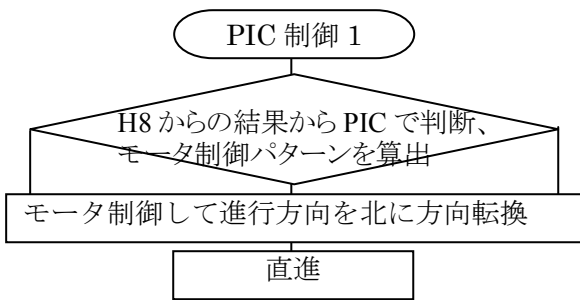 PIC 制御 1
H8 からの結果から PIC で判断、
モータ制御パターンを算出
モータ制御して進行方向を北に方向転換
直進